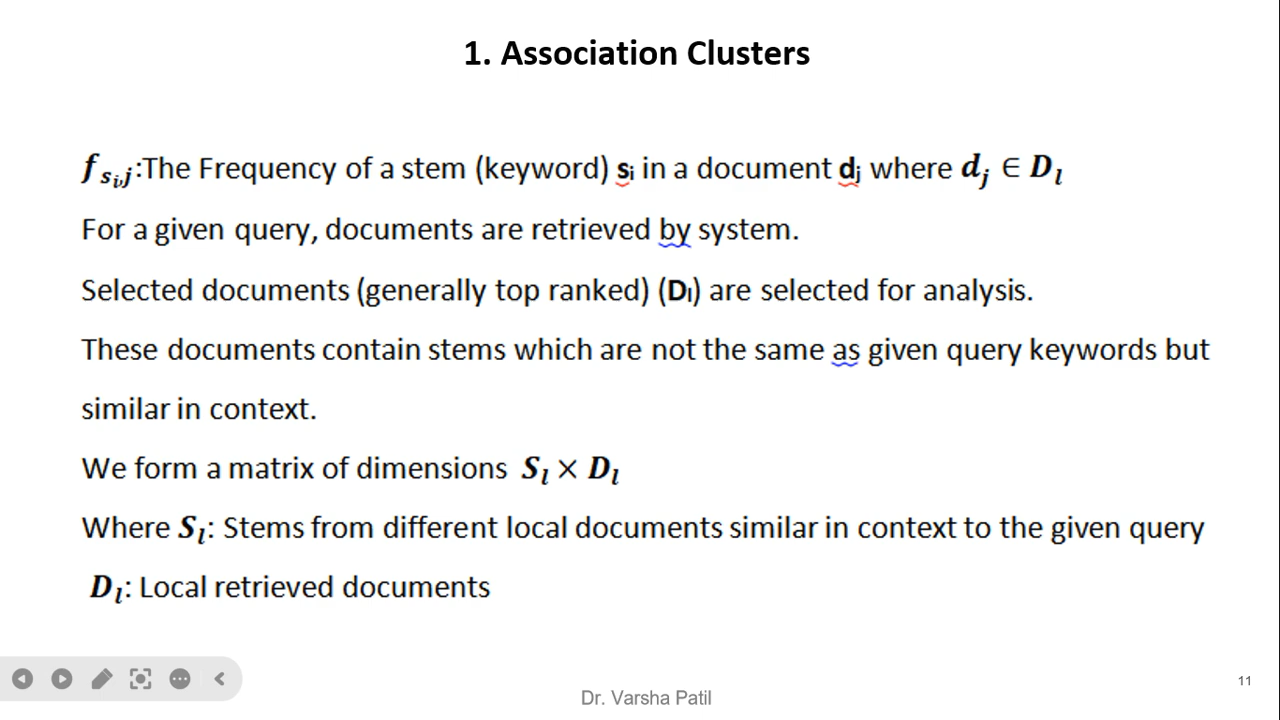 1. Association Clusters
f s_i,j:The Frequency of a stem (keyword) sᵢ in a document dⱼ where dⱼ ∈ Dₗ
For a given query, documents are retrieved by system.
Selected documents (generally top ranked) (Dₗ) are selected for analysis.
These documents contain stems which are not the same as given query keywords but
similar in context.
We form a matrix of dimensions Sₗ × Dₗ
Where Sₗ: Stems from different local documents similar in context to the given query
Dₗ: Local retrieved documents
11
Dr. Varsha Patil